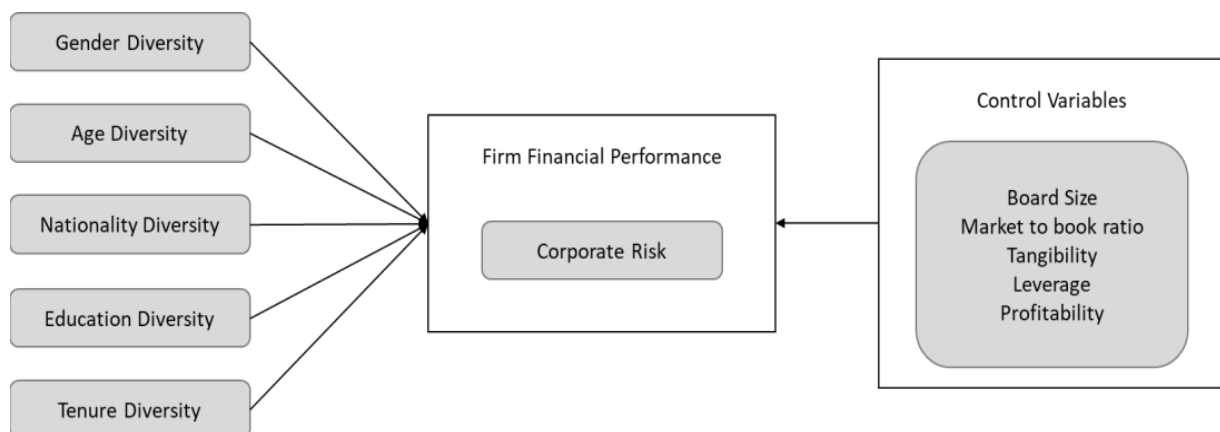 Gender Diversity
Age Diversity
Nationality Diversity
Education Diversity
Tenure Diversity
Firm Financial Performance
Corporate Risk
Control Variables
Board Size
Market to book ratio
Tangibility
Leverage
Profitability